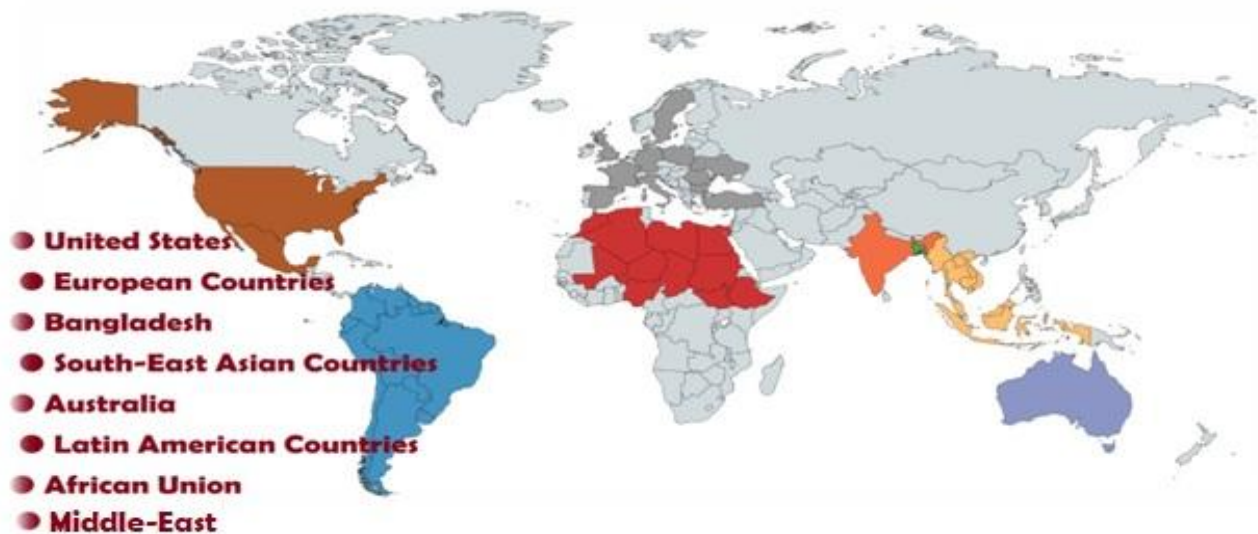 United States
European Countries
Bangladesh
South-East Asian Countries
Australia
Latin American Countries
African Union
Middle-East